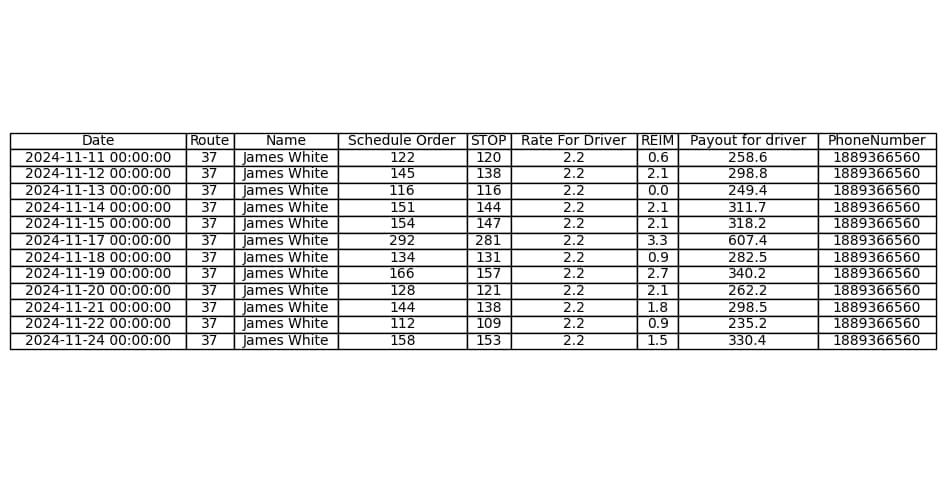 Date Route Name Schedule Order STOP Rate For Driver REIM Payout for driver PhoneNumber
2024-11-11 00:00:00 37 James White 122 120 2.2 0.6 258.6 1889366560
2024-11-12 00:00:00 37 James White 145 138 2.2 2.1 298.8 1889366560
2024-11-13 00:00:00 37 James White 116 116 2.2 0.0 249.4 1889366560
2024-11-14 00:00:00 37 James White 151 144 2.2 2.1 311.7 1889366560
2024-11-15 00:00:00 37 James White 154 147 2.2 2.1 318.2 1889366560
2024-11-17 00:00:00 37 James White 292 281 2.2 3.3 607.4 1889366560
2024-11-18 00:00:00 37 James White 134 131 2.2 0.9 282.5 1889366560
2024-11-19 00:00:00 37 James White 166 157 2.2 2.7 340.2 1889366560
2024-11-20 00:00:00 37 James White 128 121 2.2 2.1 262.2 1889366560
2024-11-21 00:00:00 37 James White 144 138 2.2 1.8 298.5 1889366560
2024-11-22 00:00:00 37 James White 112 109 2.2 0.9 235.2 1889366560
2024-11-24 00:00:00 37 James White 158 153 2.2 1.5 330.4 1889366560